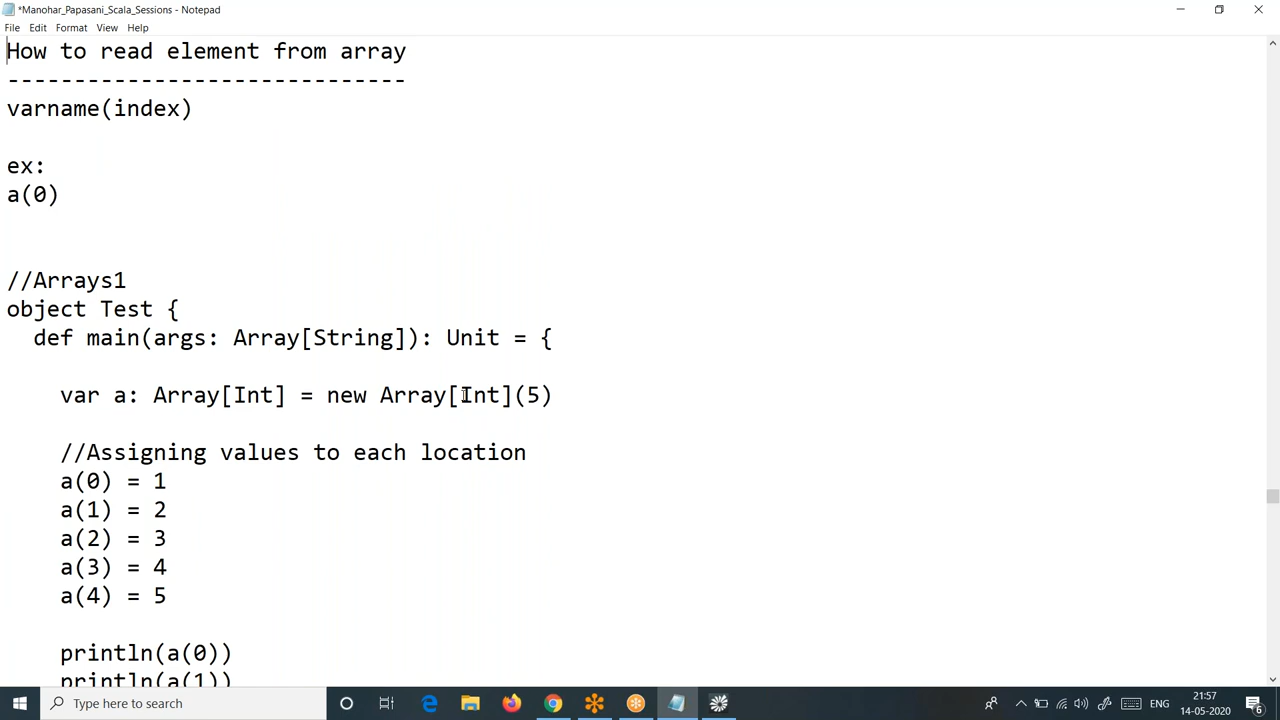 *Manohar_Papasani_Scala_Sessions - Notepad
File Edit Format View Help
How to read element from array
------------------------------
varname(index)
ex:
a(0)
//Arrays1
object Test {
  def main(args: Array[String]): Unit = {
    var a: Array[Int] = new Array[Int](5)
    //Assigning values to each location
    a(0) = 1
    a(1) = 2
    a(2) = 3
    a(3) = 4
    a(4) = 5
    println(a(0))
    println(a(1))
Type here to search
ENG
21:57
14-05-2020
6